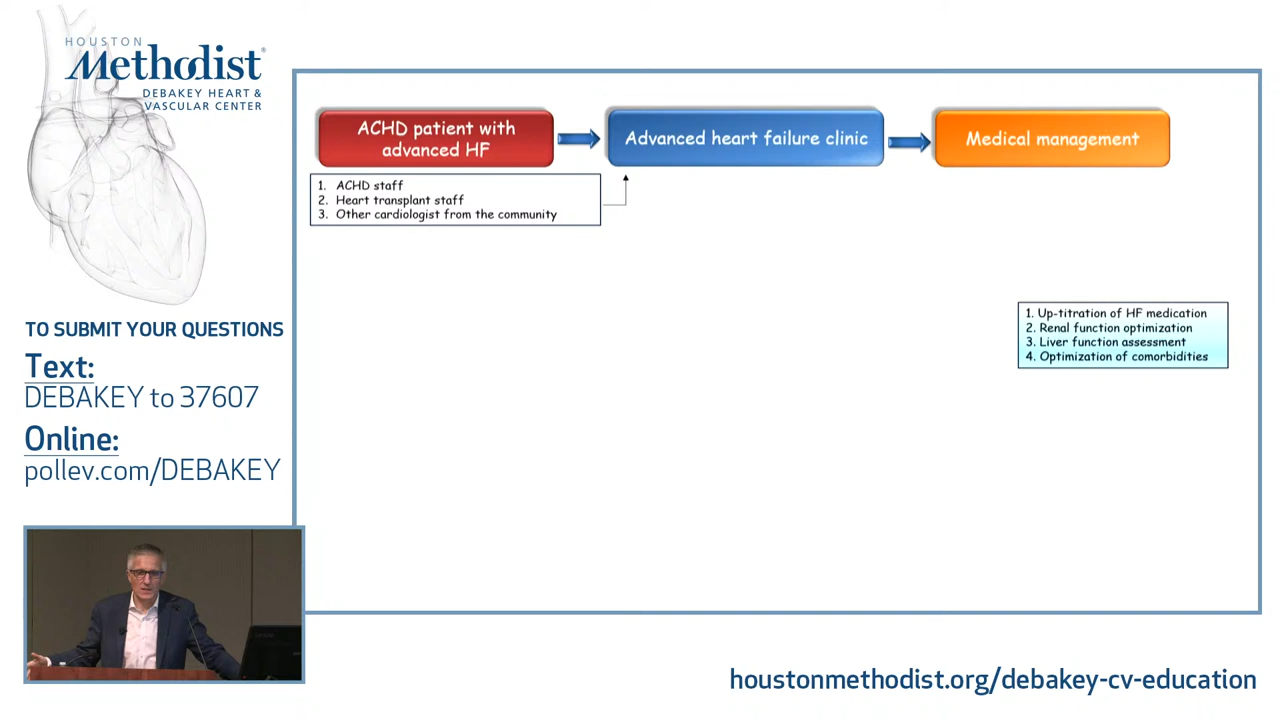 HOUSTON
Methodist®
DEBAKEY HEART &
VASCULAR CENTER
TO SUBMIT YOUR QUESTIONS
Text:
DEBAKEY to 37607
Online:
pollev.com/DEBAKEY
ACHD patient with
advanced HF
Advanced heart failure clinic
Medical management
1. ACHD staff
2. Heart transplant staff
3. Other cardiologist from the community
1. Up-titration of HF medication
2. Renal function optimization
3. Liver function assessment
4. Optimization of comorbidities
houstonmethodist.org/debakey-cv-education